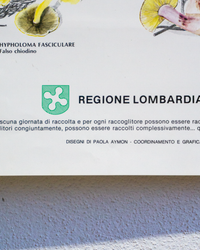 HYPHOLOMA FASCICULARE
Falso chiodino
REGIONE LOMBARDIA
scuna giornata di raccolta e per ogni raccoglitore possono essere rac
litori congiuntamente, possono essere raccolti complessivamente... q
DISEGNI DI PAOLA AYMON - COORDINAMENTO E GRAFICA